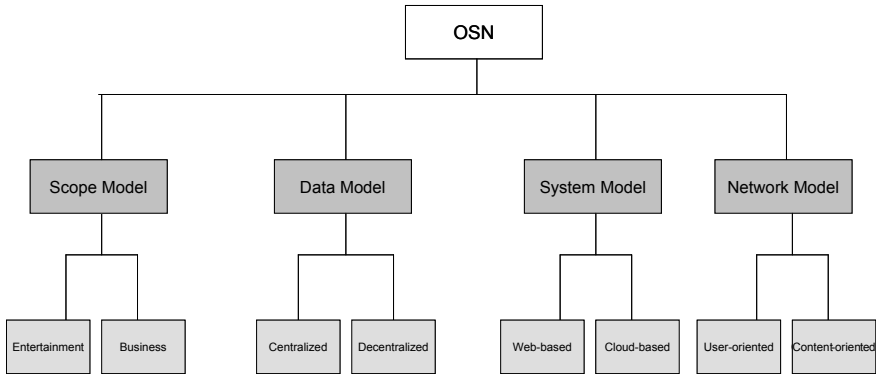 OSN
Scope Model
Data Model
System Model
Network Model
Entertainment
Business
Centralized
Decentralized
Web-based
Cloud-based
User-oriented
Content-oriented